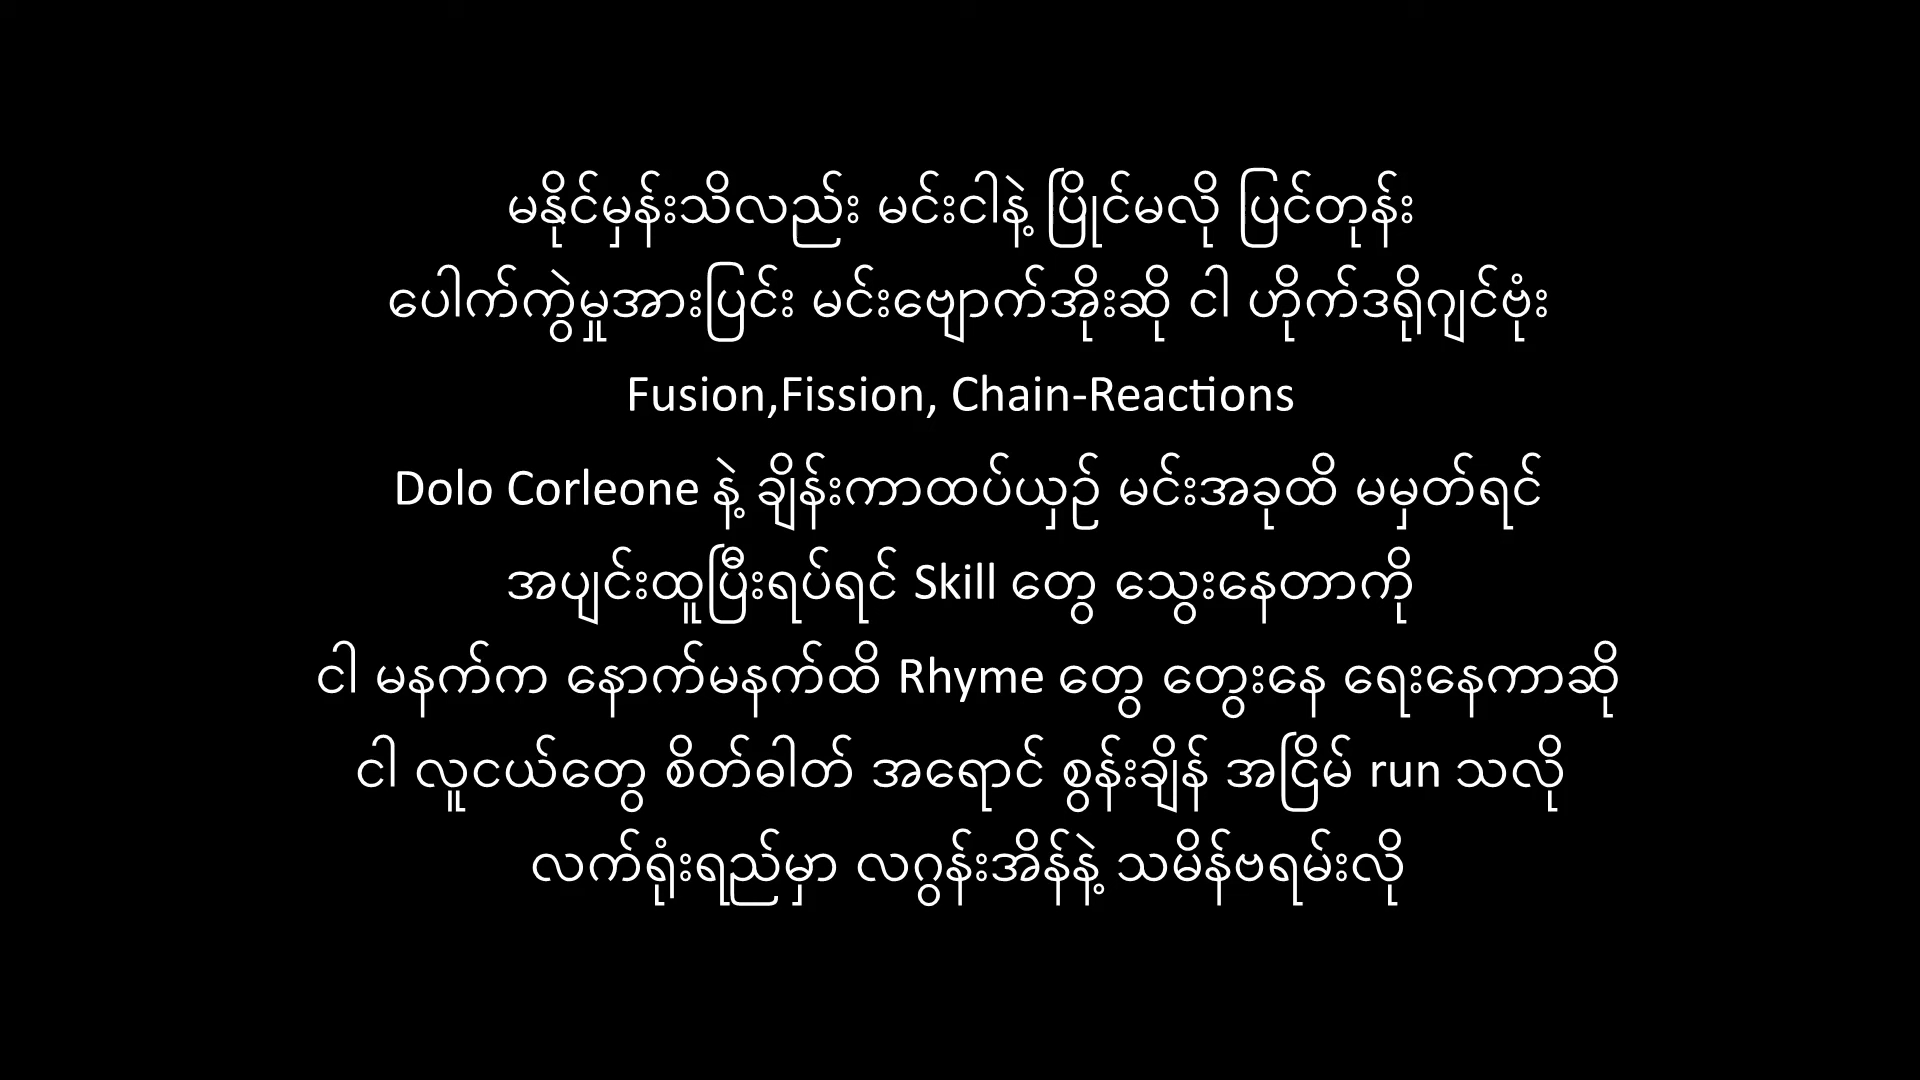 မနိုင်မှန်းသိလည်း မင်းငါနဲ့ ပြိုင်မလို ပြင်တုန်း
ပေါက်ကွဲမှုအားပြင်း မင်းဗျောက်အိုးဆို ငါ ဟိုက်ဒရိုဂျင်ဗုံး
Fusion,Fission, Chain-Reactions
Dolo Corleone နဲ့ ချိန်းကာထပ်ယှဉ် မင်းအခုထိ မမှတ်ရင်
အပျင်းထူပြီးရပ်ရင် Skill တွေ သွေးနေတာကို
ငါ မနက်က နောက်မနက်ထိ Rhyme တွေ တွေးနေ ရေးနေကာဆို
ငါ လူငယ်တွေ စိတ်ဓါတ် အရောင် စွန်းချိန် အငြိမ် run သလို
လက်ရုံးရည်မှာ လဂွန်းအိန်နဲ့ သမိန်ဗရမ်းလို